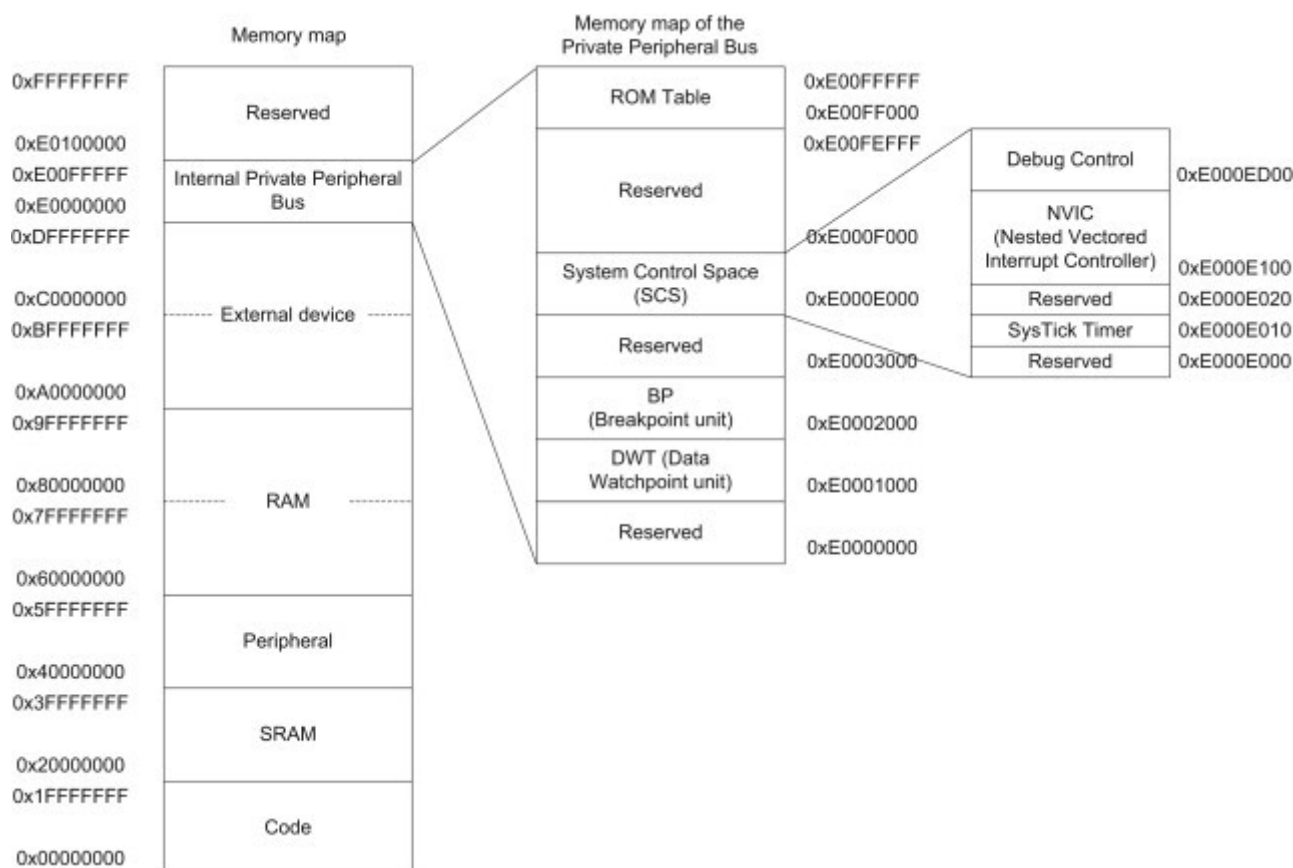 Memory map
0xFFFFFFFF
Reserved
0xE0100000
0xE00FFFFF
Internal Private Peripheral
Bus
0xE0000000
0xDFFFFFFF
0xC0000000
External device
0xBFFFFFFF
0xA0000000
0x9FFFFFFF
0x80000000
RAM
0x7FFFFFFF
0x60000000
0x5FFFFFFF
Peripheral
0x40000000
0x3FFFFFFF
SRAM
0x20000000
0x1FFFFFFF
Code
0x00000000
Memory map of the
Private Peripheral Bus
ROM Table
0xE00FFFFF
0xE00FF000
0xE00FEFFF
Reserved
0xE000F000
System Control Space
(SCS)
0xE000E000
Reserved
0xE0003000
BP
(Breakpoint unit)
0xE0002000
DWT (Data
Watchpoint unit)
0xE0001000
Reserved
0xE0000000
Debug Control
0xE000ED00
NVIC
(Nested Vectored
Interrupt Controller)
0xE000E100
Reserved
0xE000E020
SysTick Timer
0xE000E010
Reserved
0xE000E000